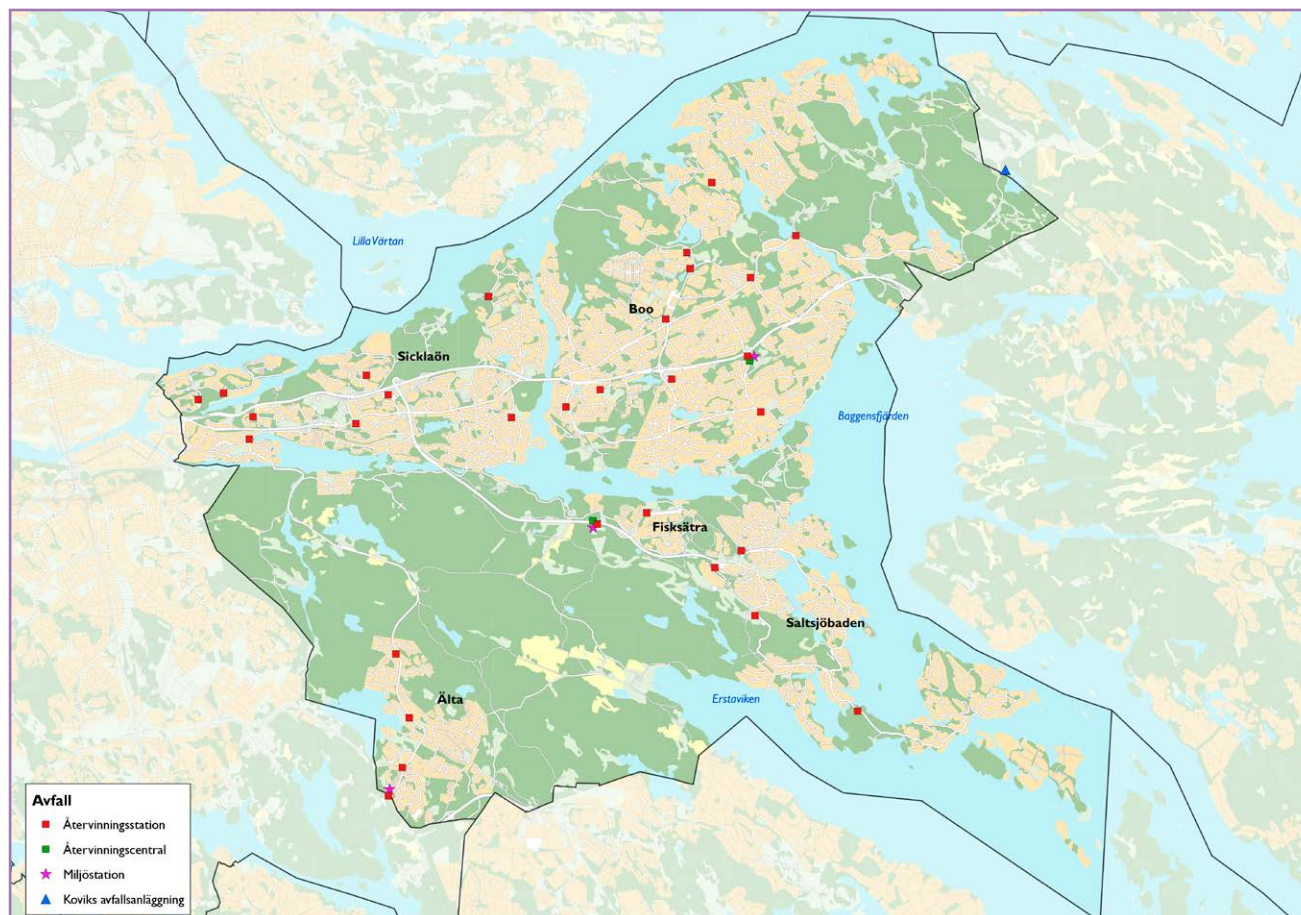 Lilla Värtan
Boo
Sicklaön
Baggensfjärden
Fisksätra
Saltsjöbaden
Erstaviken
Älta
Avfall
Återvinningsstation
Återvinningscentral
Miljöstation
Koviks avfallsanläggning